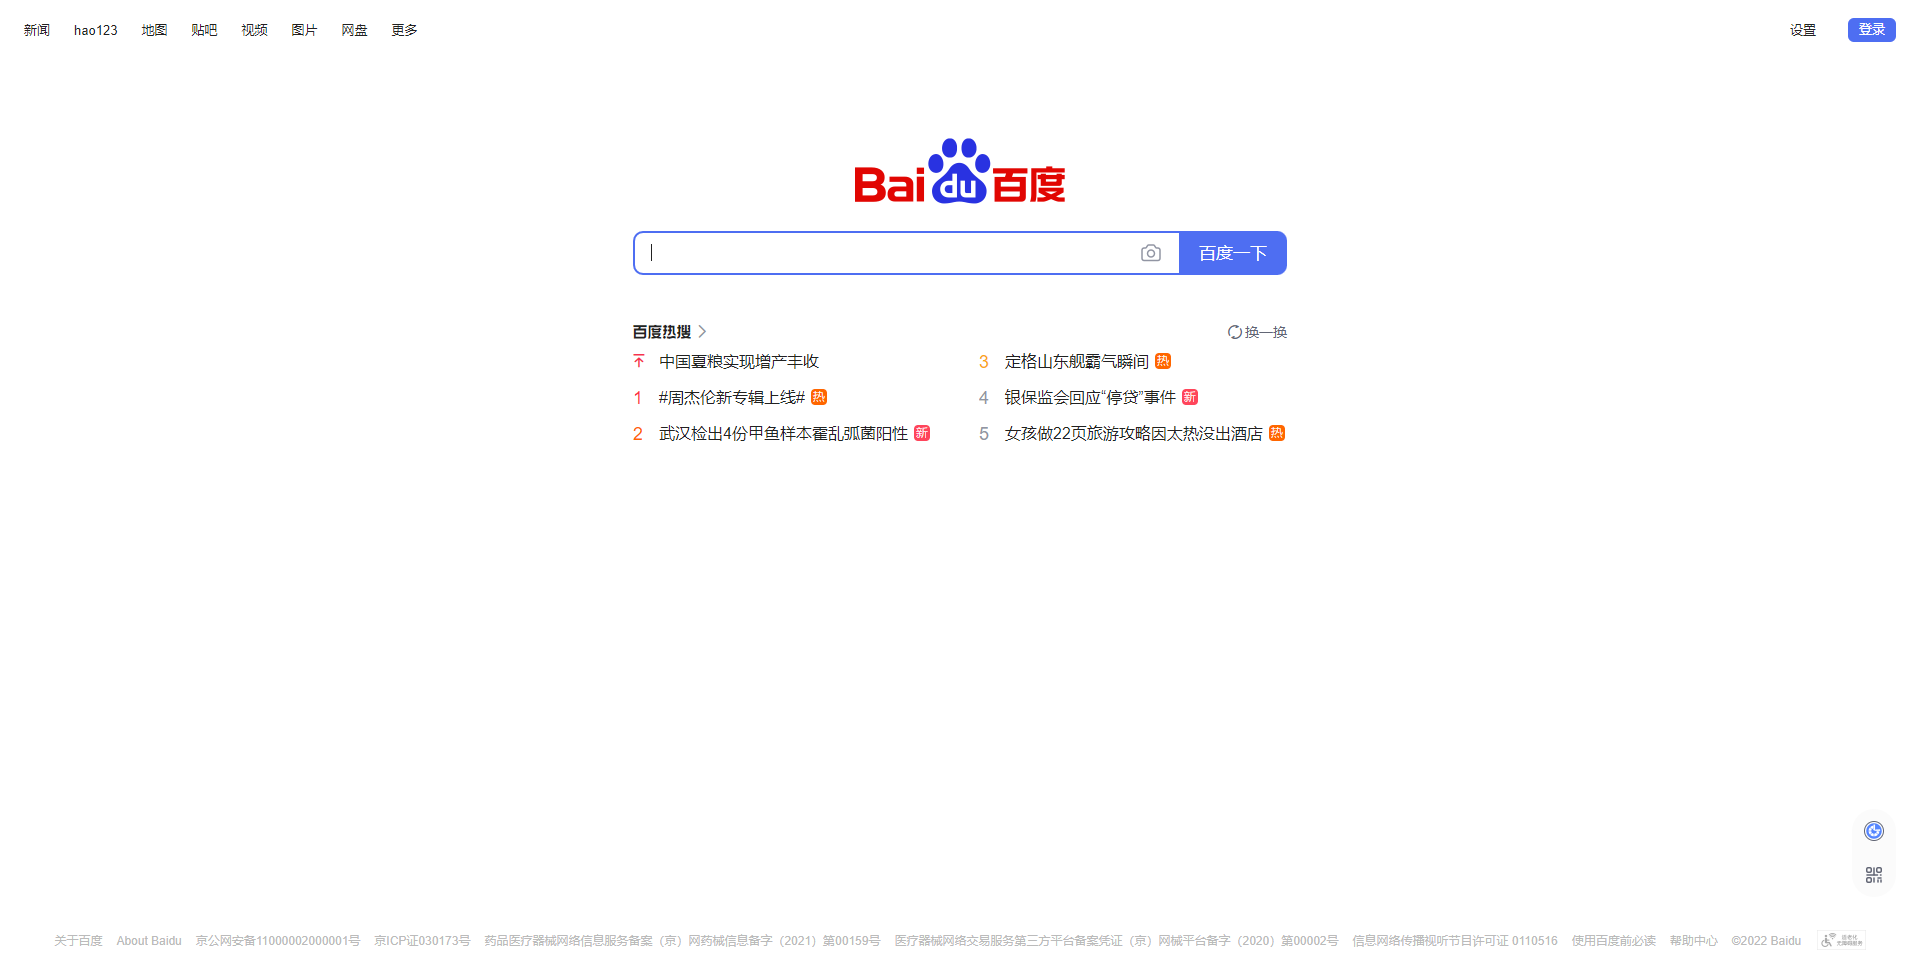 新闻 hao123 地图 贴吧 视频 图片 网盘 更多 设置 登录
Bai du 百度
百度一下
百度热搜 换一换
中国夏粮实现增产丰收
1 #周杰伦新专辑上线# 热
2 武汉检出4份甲鱼样本霍乱弧菌阳性 新
3 定格山东舰霸气瞬间 热
4 银保监会回应“停贷”事件 新
5 女孩做22页旅游攻略因太热没出酒店 热
关于百度 About Baidu 京公网安备11000002000001号 京ICP证030173号 药品医疗器械网络信息服务备案（京）网药械信息备字（2021）第00159号 医疗器械网络交易服务第三方平台备案凭证（京）网械平台备字（2020）第00002号 信息网络传播视听节目许可证 0110516 使用百度前必读 帮助中心 ©2022 Baidu